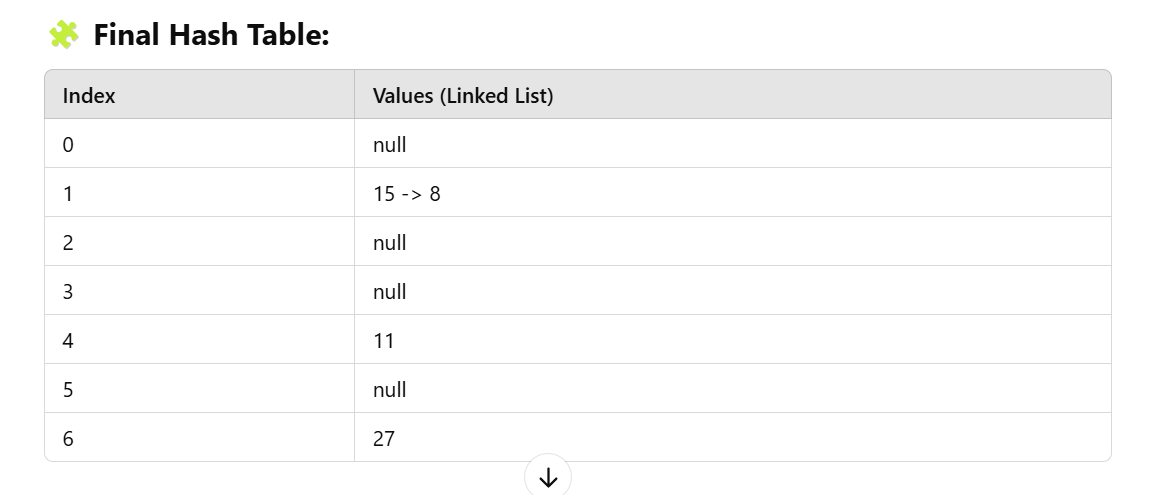 Final Hash Table:
Index Values (Linked List)
0 null
1 15 -> 8
2 null
3 null
4 11
5 null
6 27